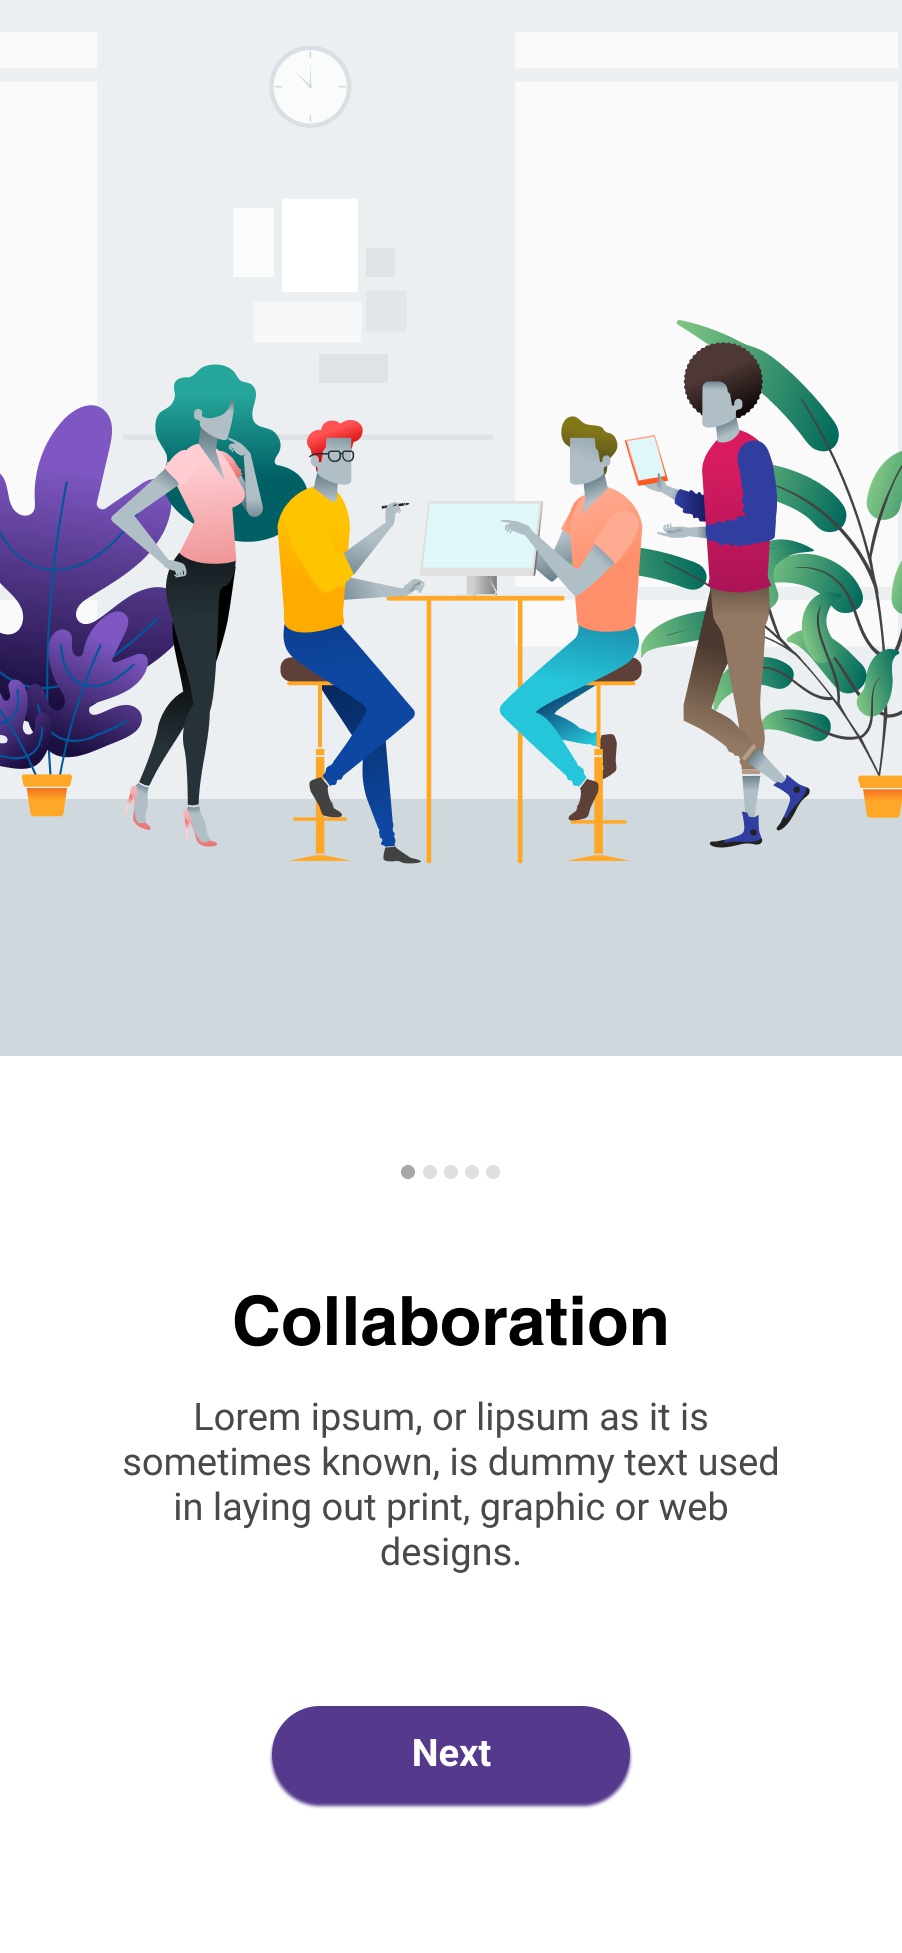 Collaboration
Lorem ipsum, or lipsum as it is
sometimes known, is dummy text used
in laying out print, graphic or web
designs.
Next